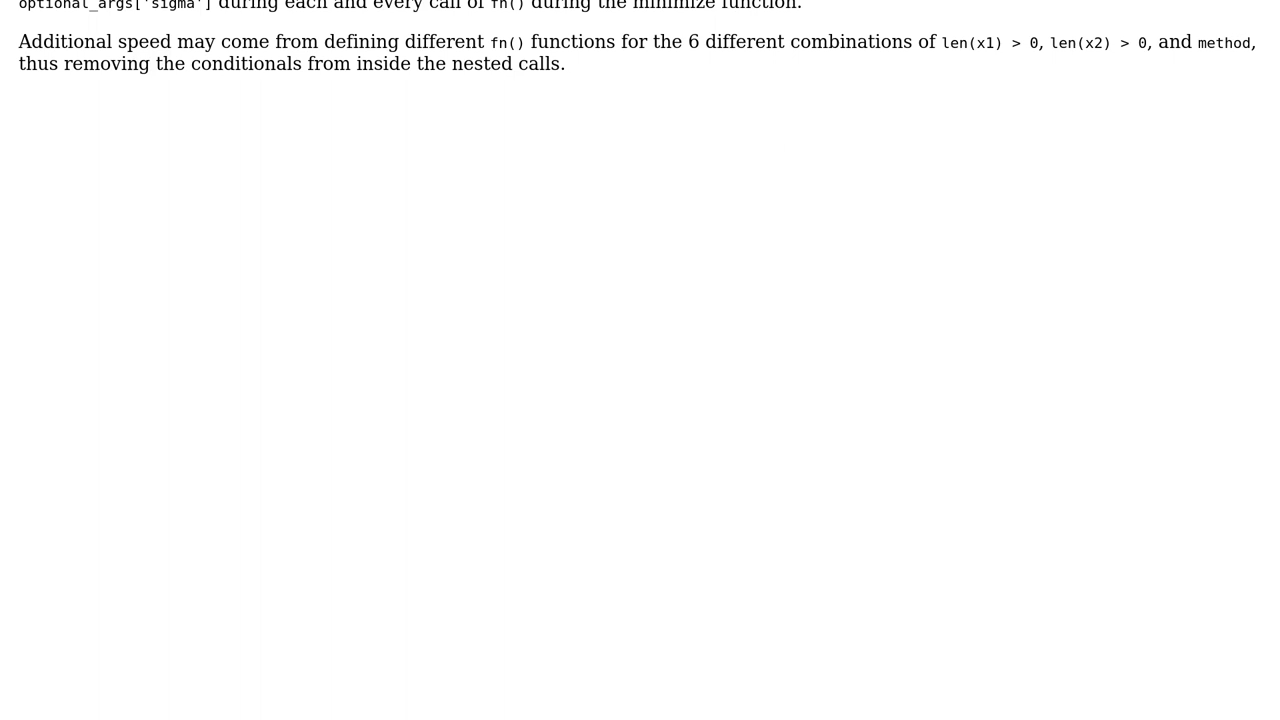 optional_args['sigma'] during each and every call of fn() during the minimize function.
Additional speed may come from defining different fn() functions for the 6 different combinations of len(x1) > 0, len(x2) > 0, and method,
thus removing the conditionals from inside the nested calls.